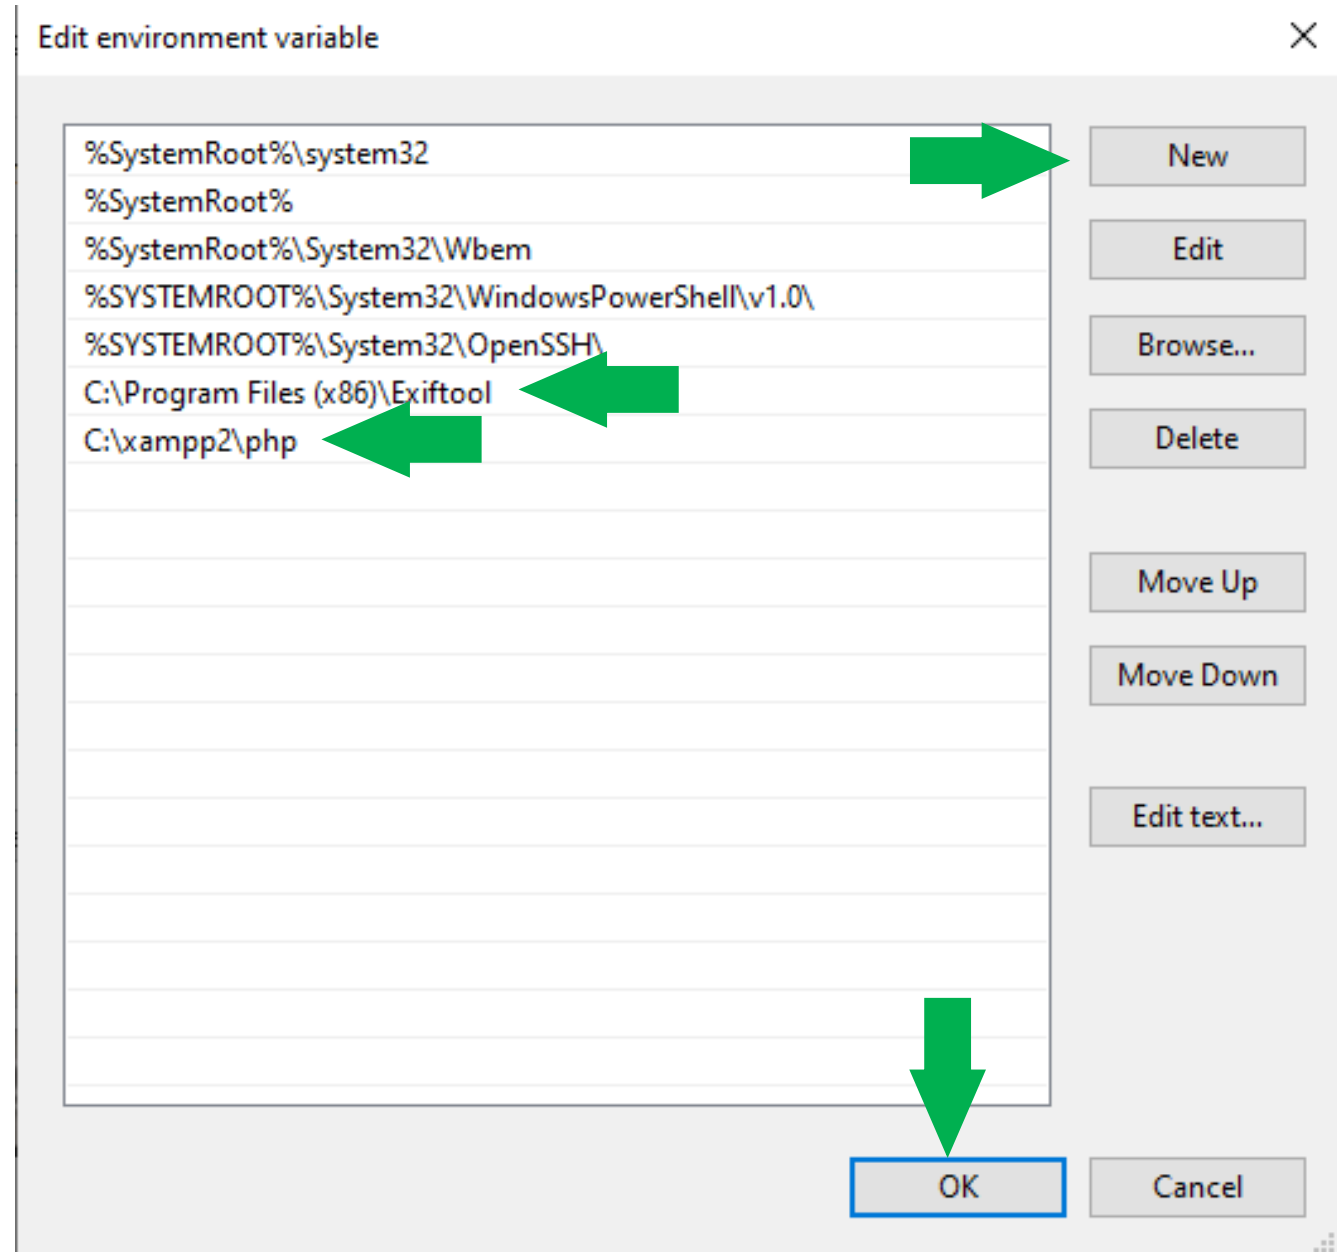 Edit environment variable
%SystemRoot%\system32
New
%SystemRoot%
Edit
%SystemRoot%\System32\Wbem
%SYSTEMROOT%\System32\WindowsPowerShell\v1.0\
%SYSTEMROOT%\System32\OpenSSH\
Browse...
C:\Program Files (x86)\Exiftool
C:\xampp2\php
Delete
Move Up
Move Down
Edit text...
OK
Cancel